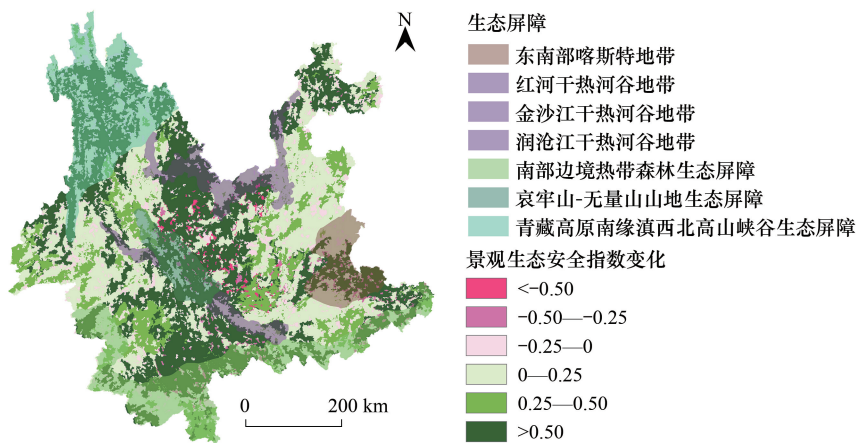 N
生态屏障
东南部喀斯特地带
红河干热河谷地带
金沙江干热河谷地带
润沧江干热河谷地带
南部边境热带森林生态屏障
哀牢山-无量山山地生态屏障
青藏高原南缘滇西北高山峡谷生态屏障
景观生态安全指数变化
<-0.50
-0.50—-0.25
-0.25—0
0—0.25
0.25—0.50
>0.50
0 200 km